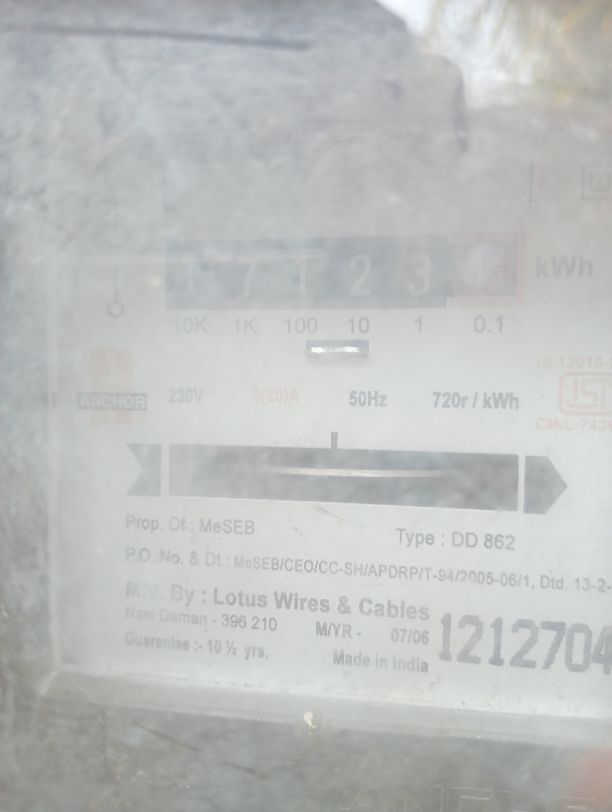 1 7 1 2 3
kWh
10K 1K 100 10 1 0.1
ANCHOR
230V 5(20)A 50Hz 720r / kWh
IS:13010-
CM/L-743
Prop. Of : MeSEB
Type : DD 862
P.O. No. & Dt.: MeSEB/CEO/CC-SH/APDRP/T-94/2005-06/1, Dtd. 13-2-
Mfd. By : Lotus Wires & Cables
Nani Daman - 396 210
M/YR - 07/06
1212704
Guarantee :- 10 ½ yrs.
Made in India